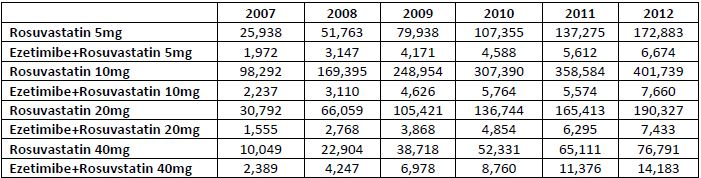 2007 2008 2009 2010 2011 2012
Rosuvastatin 5mg 25,938 51,763 79,938 107,355 137,275 172,883
Ezetimibe+Rosuvastatin 5mg 1,972 3,147 4,171 4,588 5,612 6,674
Rosuvastatin 10mg 98,292 169,395 248,954 307,390 358,584 401,739
Ezetimibe+Rosuvastatin 10mg 2,237 3,110 4,626 5,764 5,574 7,660
Rosuvastatin 20mg 30,792 66,059 105,421 136,744 165,413 190,327
Ezetimibe+Rosuvastatin 20mg 1,555 2,768 3,868 4,854 6,295 7,433
Rosuvastatin 40mg 10,049 22,904 38,718 52,331 65,111 76,791
Ezetimibe+Rosuvstatin 40mg 2,389 4,247 6,978 8,760 11,376 14,183